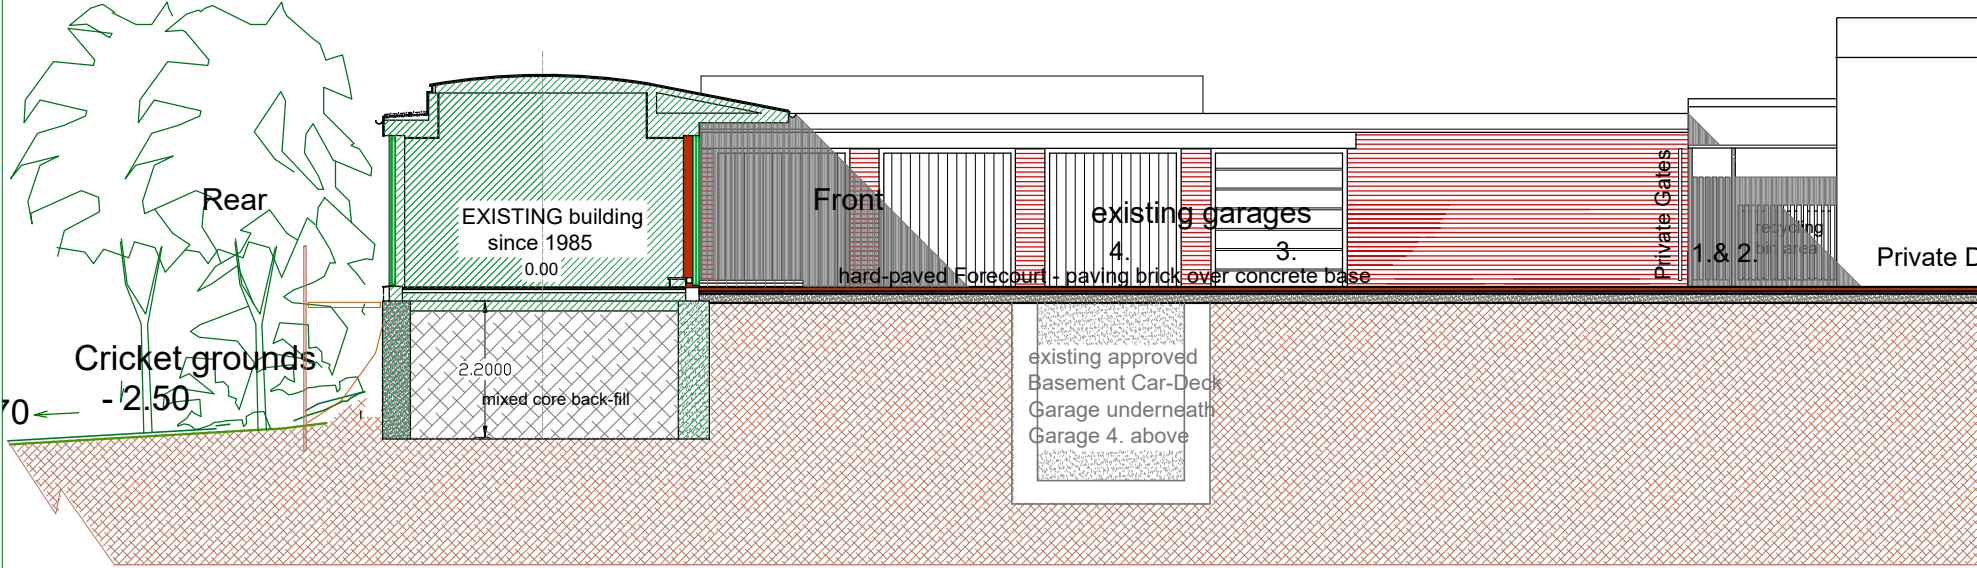 Rear
EXISTING building
since 1985
0.00
Front
existing garages
4.
3.
hard-paved Forecourt - paving brick over concrete base
Private Gates
1.& 2.
recycling
bin area
Private D
Cricket grounds
- 2.50
70
2.2000
mixed core back-fill
existing approved
Basement Car-Deck
Garage underneath
Garage 4. above